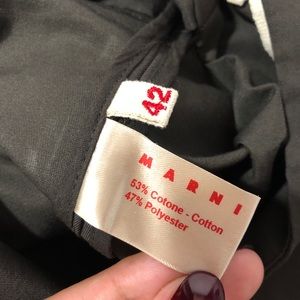 42
MARNI
53% Cotone - Cotton
47% Polyester